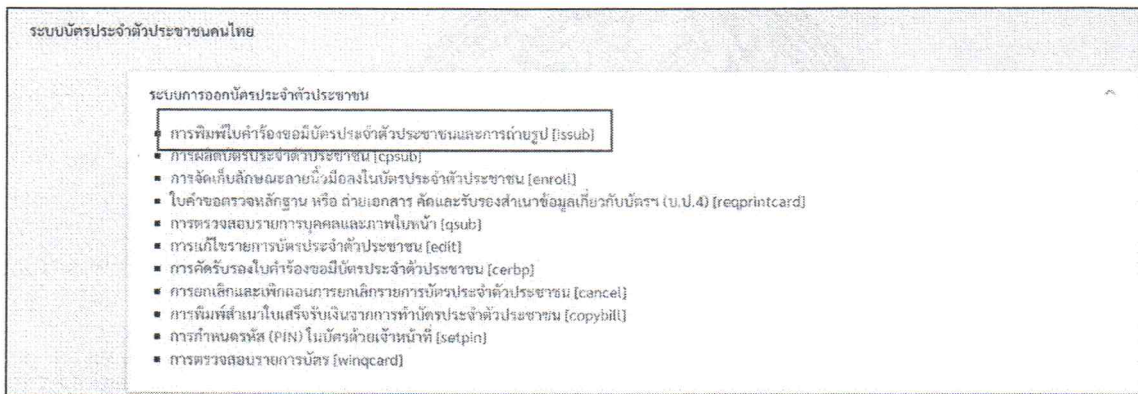 ระบบบัตรประจำตัวประชาชนคนไทย
ระบบการออกบัตรประจำตัวประชาชน
การพิมพ์ใบคำร้องขอมีบัตรประจำตัวประชาชนและการถ่ายรูป [issub]
การผลิตบัตรประจำตัวประชาชน [cpsub]
การจัดเก็บลักษณะลายนิ้วมือลงในบัตรประจำตัวประชาชน [enroll]
ใบคำขอตรวจหลักฐาน หรือ ถ่ายเอกสาร คัดและรับรองสำเนาข้อมูลเกี่ยวกับบัตรฯ (บ.ป.4) [reqprintcard]
การตรวจสอบรายการบุคคลและภาพใบหน้า [qsub]
การแก้ไขรายการบัตรประจำตัวประชาชน [edit]
การคัดรับรองใบคำร้องขอมีบัตรประจำตัวประชาชน [cerbp]
การยกเลิกและเพิกถอนการยกเลิกรายการบัตรประจำตัวประชาชน [cancel]
การพิมพ์สำเนาใบเสร็จรับเงินจากการทำบัตรประจำตัวประชาชน [copybill]
การกำหนดรหัส (PIN) ในบัตรด้วยเจ้าหน้าที่ [setpin]
การตรวจสอบรายการบัตร [winqcard]